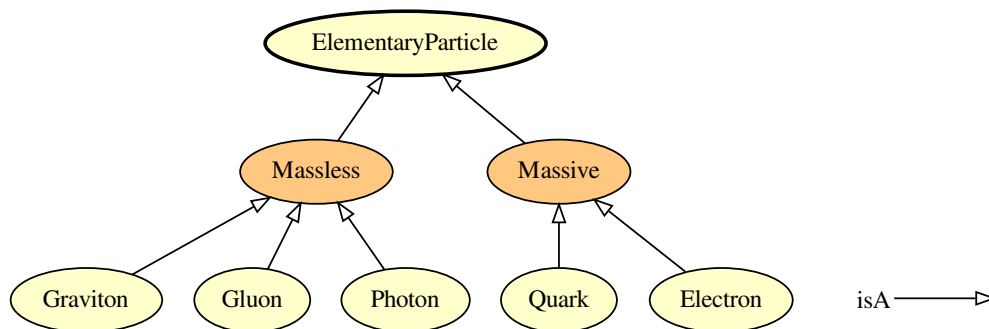 ElementaryParticle
Massless
Massive
Graviton
Gluon
Photon
Quark
Electron
isA